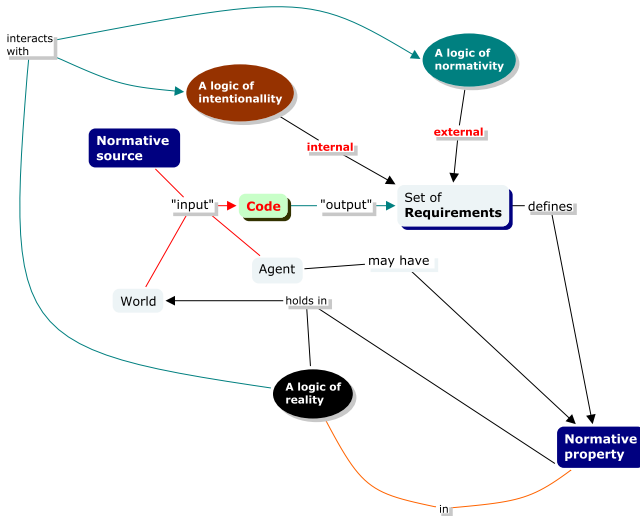 interacts
with
A logic of
normativity
A logic of
intentionallity
external
Normative
source
internal
"input"
Code
"output"
Set of
Requirements
defines
Agent
may have
World
holds in
A logic of
reality
Normative
property
in